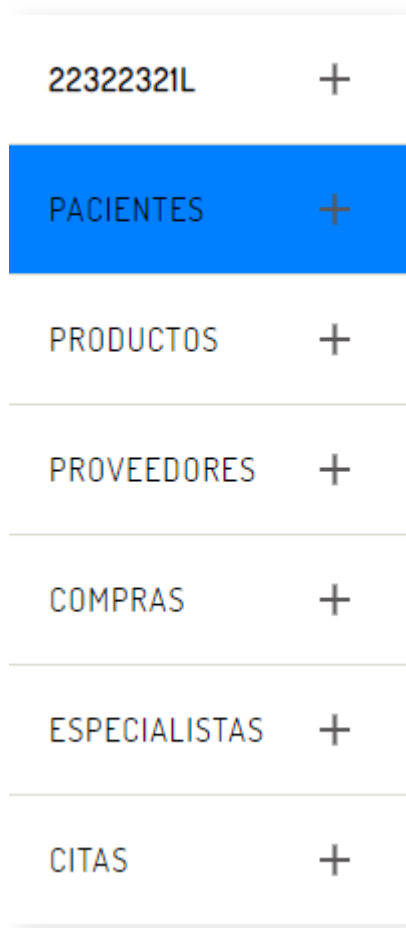 22322321L
PACIENTES
PRODUCTOS
PROVEEDORES
COMPRAS
ESPECIALISTAS
CITAS